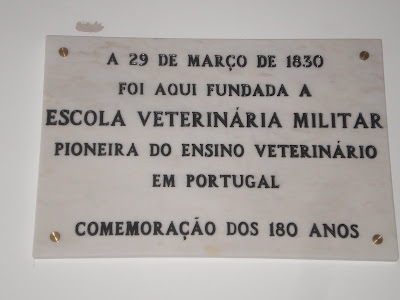 A 29 DE MARÇO DE 1830
FOI AQUI FUNDADA A
ESCOLA VETERINÁRIA MILITAR
PIONEIRA DO ENSINO VETERINÁRIO
EM PORTUGAL
COMEMORAÇÃO DOS 180 ANOS